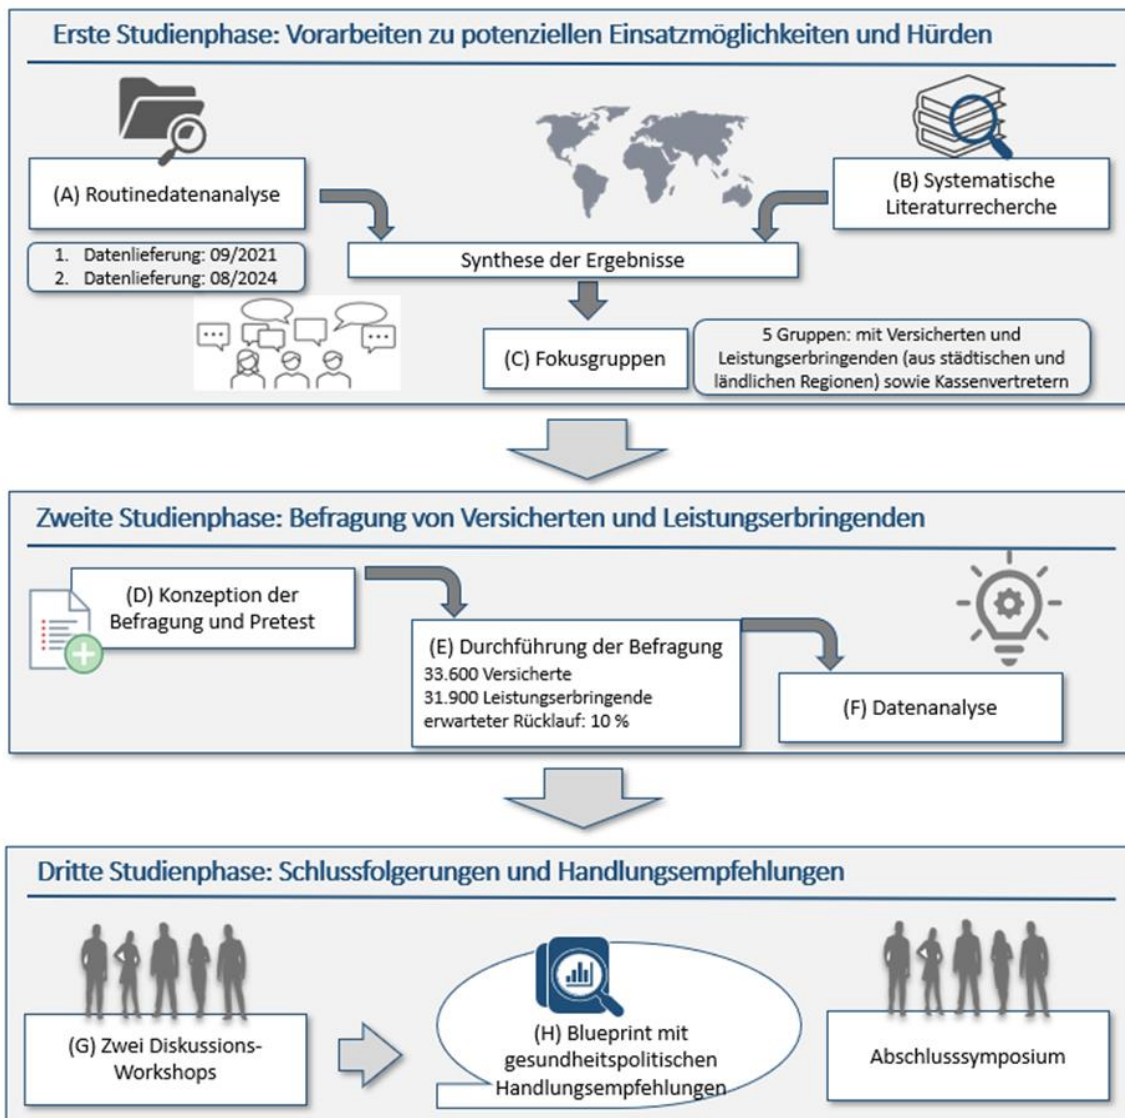 Erste Studienphase: Vorarbeiten zu potenziellen Einsatzmöglichkeiten und Hürden
(A) Routinedatenanalyse
1. Datenlieferung: 09/2021
2. Datenlieferung: 08/2024
(B) Systematische
Literaturrecherche
Synthese der Ergebnisse
(C) Fokusgruppen
5 Gruppen: mit Versicherten und
Leistungserbringenden (aus städtischen und
ländlichen Regionen) sowie Kassenvertretern
Zweite Studienphase: Befragung von Versicherten und Leistungserbringenden
(D) Konzeption der
Befragung und Pretest
(E) Durchführung der Befragung
33.600 Versicherte
31.900 Leistungserbringende
erwarteter Rücklauf: 10 %
(F) Datenanalyse
Dritte Studienphase: Schlussfolgerungen und Handlungsempfehlungen
(G) Zwei Diskussions-
Workshops
(H) Blueprint mit
gesundheitspolitischen
Handlungsempfehlungen
Abschlusssymposium